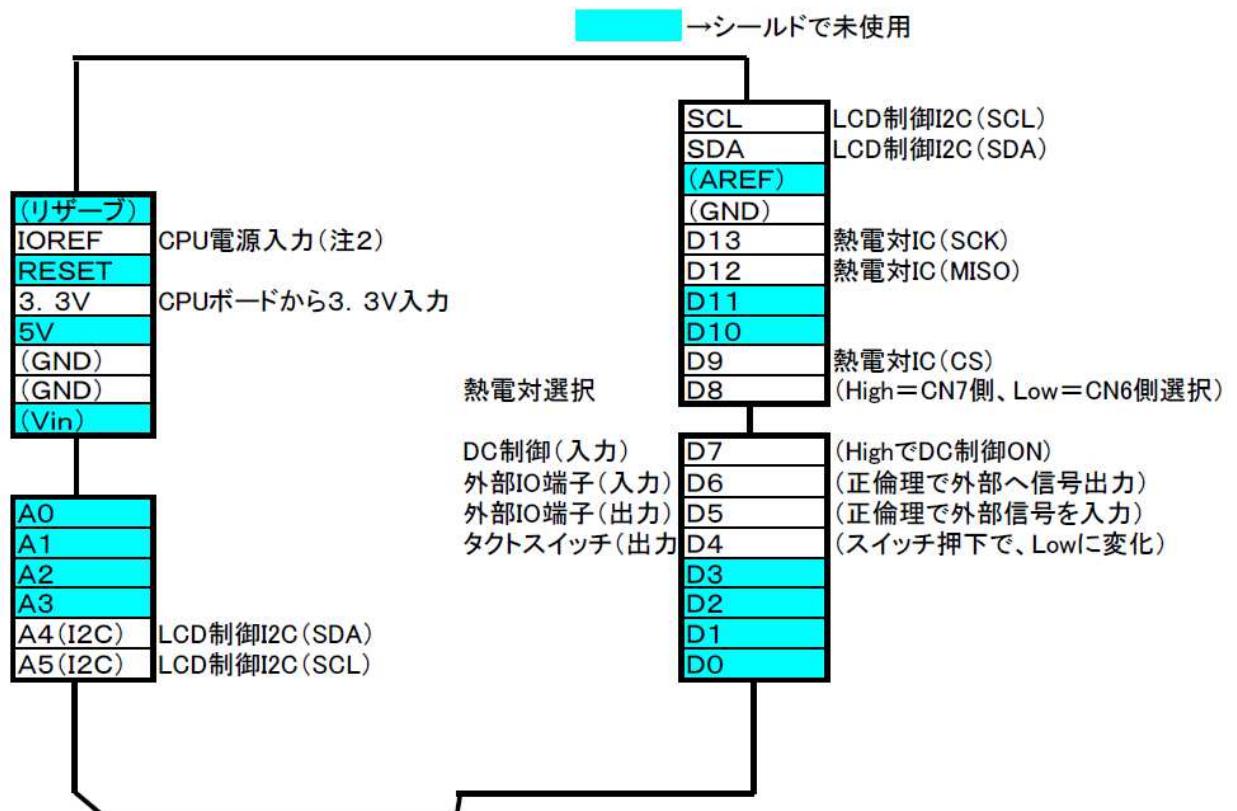 →シールドで未使用
(リザーブ)
IOREF CPU電源入力(注2)
RESET
3.3V CPUボードから3.3V入力
5V
(GND)
(GND)
(Vin)
A0
A1
A2
A3
A4(I2C) LCD制御I2C(SDA)
A5(I2C) LCD制御I2C(SCL)
SCL LCD制御I2C(SCL)
SDA LCD制御I2C(SDA)
(AREF)
(GND)
D13 熱電対IC(SCK)
D12 熱電対IC(MISO)
D11
D10
D9 熱電対IC(CS)
熱電対選択 D8 (High=CN7側、Low=CN6側選択)
DC制御(入力) D7 (HighでDC制御ON)
外部IO端子(入力) D6 (正倫理で外部へ信号出力)
外部IO端子(出力) D5 (正倫理で外部信号を入力)
タクトスイッチ(出力 D4 (スイッチ押下で、Lowに変化)
D3
D2
D1
D0